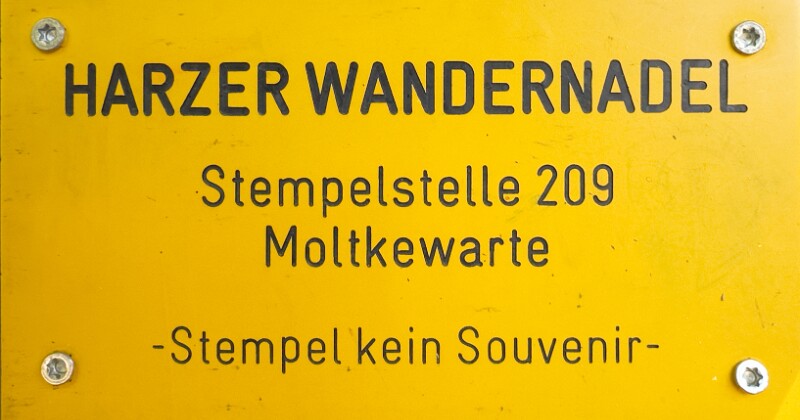 HARZER WANDERNADEL
Stempelstelle 209
Moltkewarte
-Stempel kein Souvenir-